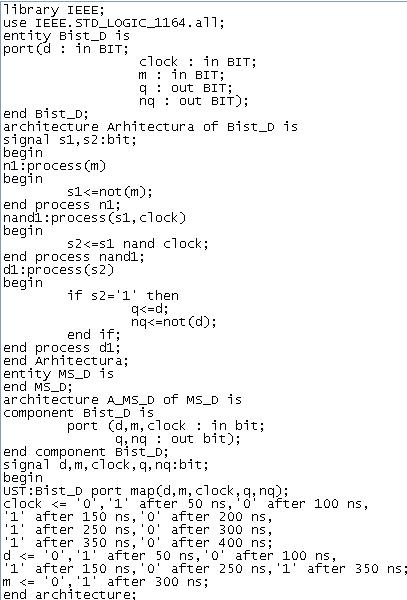 library IEEE;
use IEEE.STD_LOGIC_1164.all;
entity Bist_D is
port(d : in BIT;
clock : in BIT;
m : in BIT;
q : out BIT;
nq : out BIT);
end Bist_D;
architecture Arhitectura of Bist_D is
signal s1,s2:bit;
begin
n1:process(m)
begin
s1<=not(m);
end process n1;
nand1:process(s1,clock)
begin
s2<=s1 nand clock;
end process nand1;
d1:process(s2)
begin
if s2='1' then
q<=d;
nq<=not(d);
end if;
end process d1;
end Arhitectura;
entity MS_D is
end MS_D;
architecture A_MS_D of MS_D is
component Bist_D is
port (d,m,clock : in bit;
q,nq : out bit);
end component Bist_D;
signal d,m,clock,q,nq:bit;
begin
UST:Bist_D port map(d,m,clock,q,nq);
clock <= '0','1' after 50 ns,'0' after 100 ns,
'1' after 150 ns,'0' after 200 ns,
'1' after 250 ns,'0' after 300 ns,
'1' after 350 ns,'0' after 400 ns;
d <= '0','1' after 50 ns,'0' after 100 ns,
'1' after 150 ns,'0' after 250 ns,'1' after 350 ns;
m <= '0','1' after 300 ns;
end architecture;